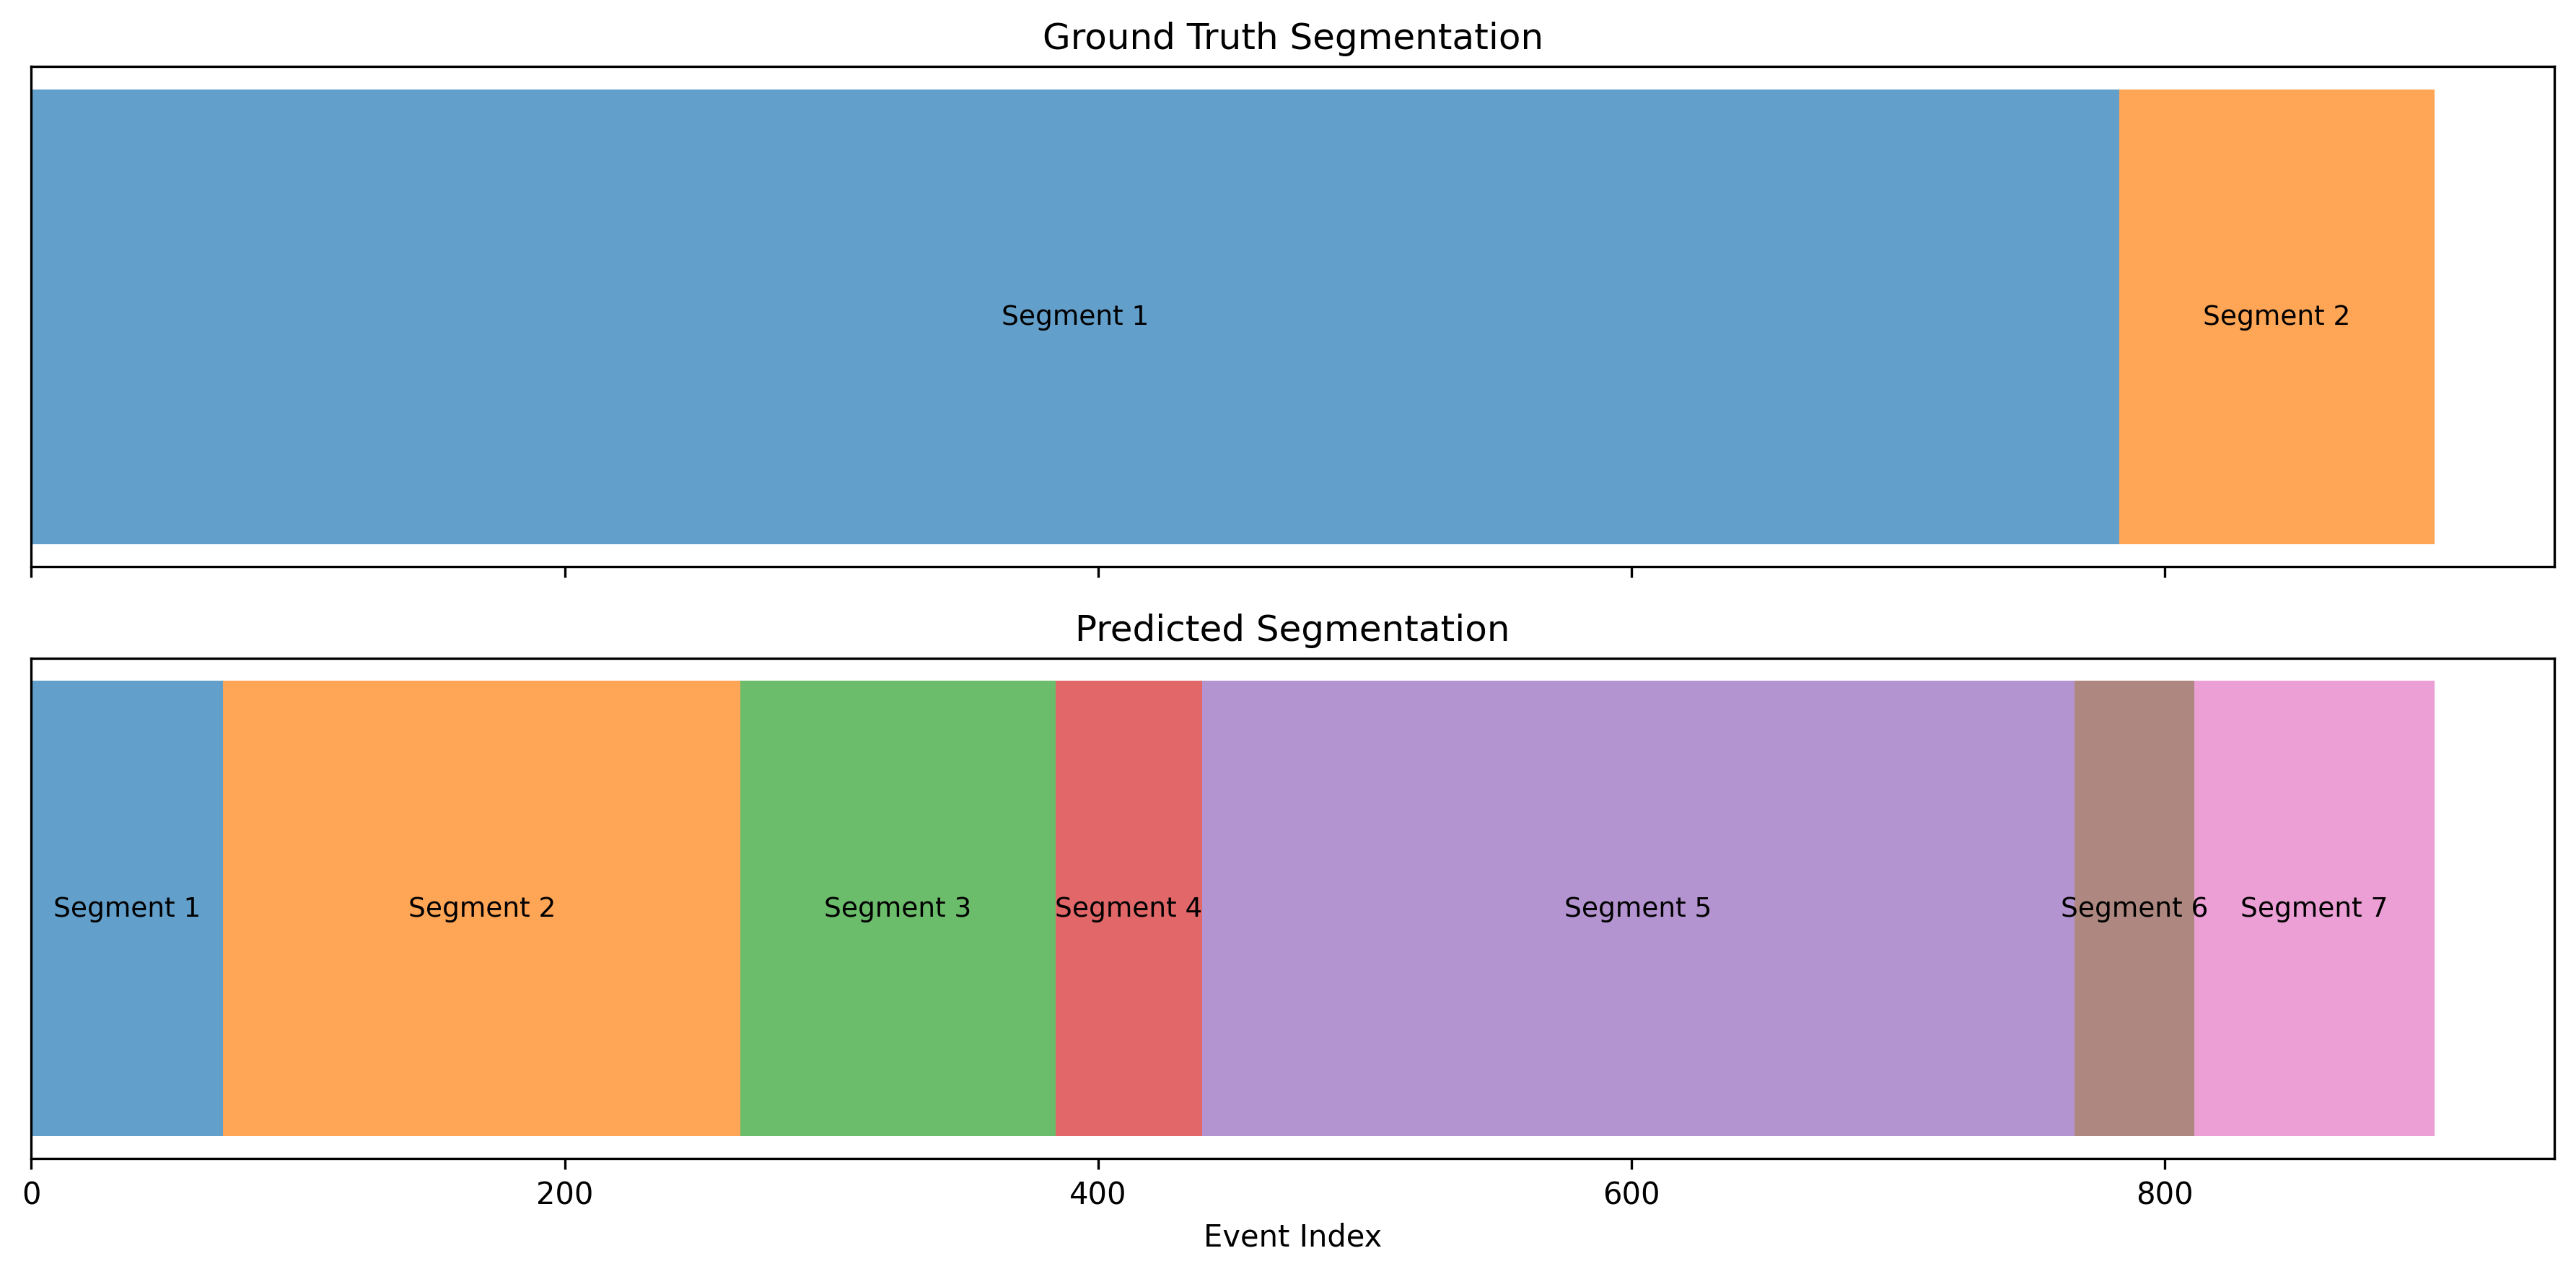 Ground Truth Segmentation
Segment 1 Segment 2
Predicted Segmentation
Segment 1 Segment 2 Segment 3 Segment 4 Segment 5 Segment 6 Segment 7
0 200 400 600 800
Event Index